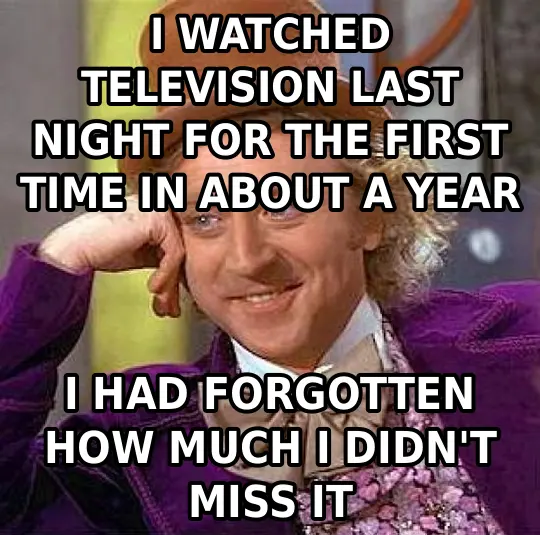 I WATCHED
TELEVISION LAST
NIGHT FOR THE FIRST
TIME IN ABOUT A YEAR
I HAD FORGOTTEN
HOW MUCH I DIDN'T
MISS IT